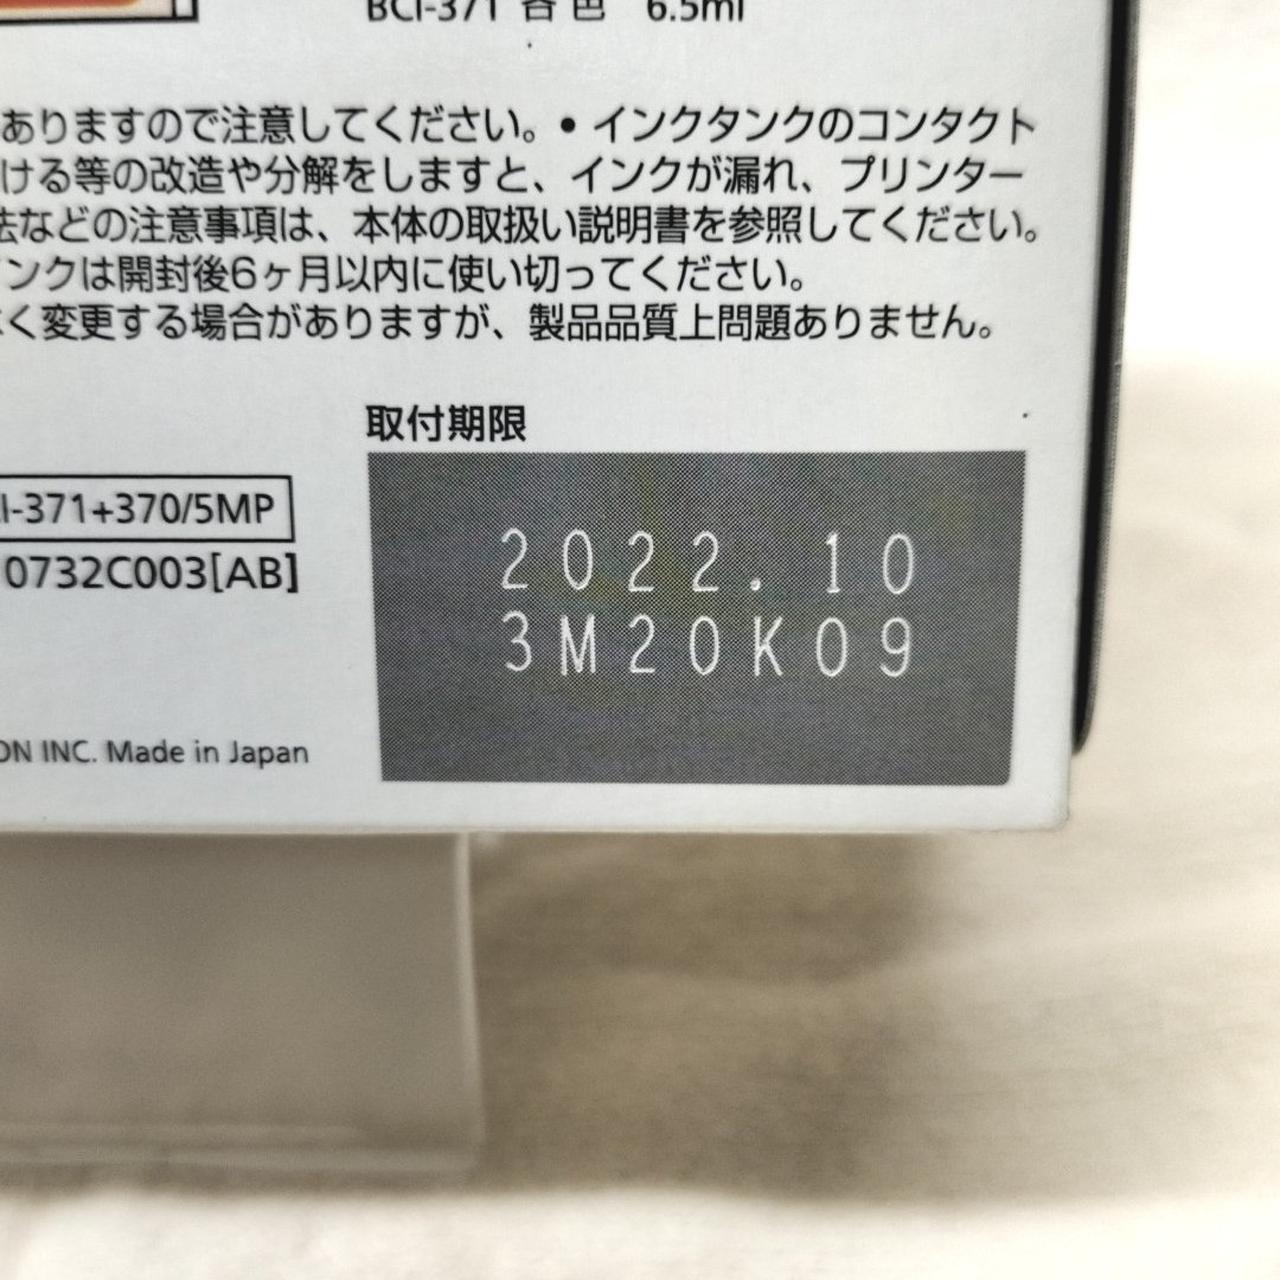 BCI-371 各色 6.5ml
ありますので注意してください。• インクタンクのコンタクト
ける等の改造や分解をしますと、インクが漏れ、プリンター
法などの注意事項は、本体の取扱い説明書を参照してください。
ンクは開封後6ヶ月以内に使い切ってください。
く変更する場合がありますが、製品品質上問題ありません。
取付期限
I-371+370/5MP
0732C003[AB]
2022.10
3M20K09
ON INC. Made in Japan